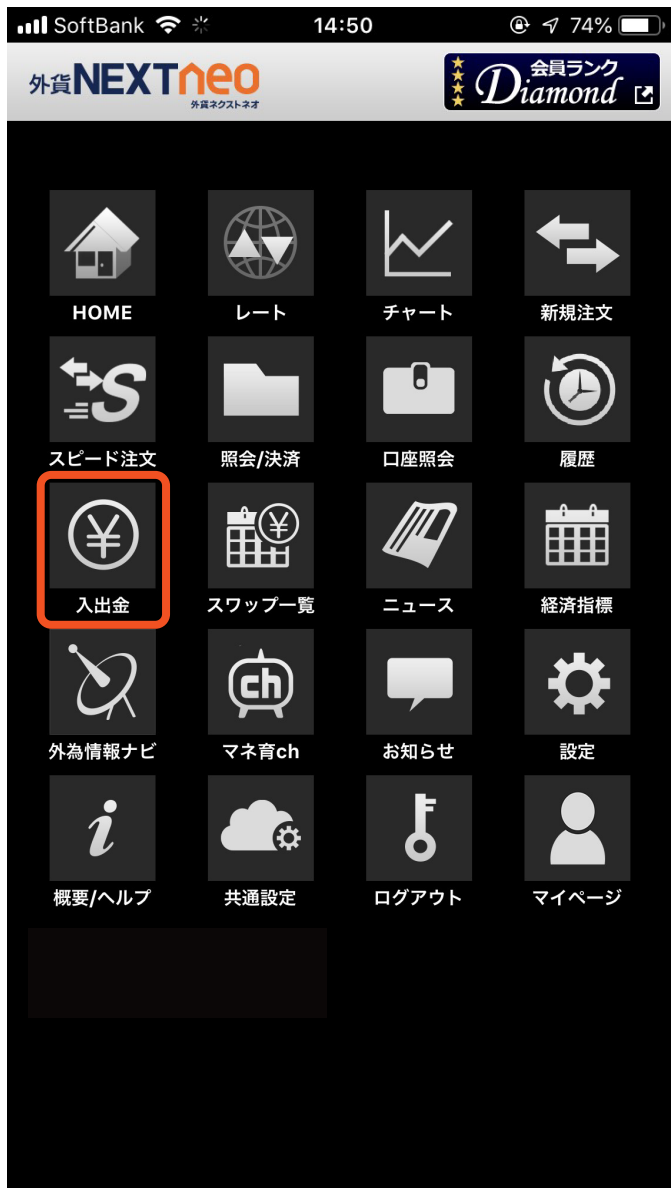 SoftBank 14:50 74%
外貨NEXTneo
外貨ネクストネオ
会員ランク
Diamond
HOME レート チャート 新規注文
S
スピード注文 照会/決済 口座照会 履歴
¥ ¥
入出金 スワップ一覧 ニュース 経済指標
ch
外為情報ナビ マネ育ch お知らせ 設定
i
概要/ヘルプ 共通設定 ログアウト マイページ